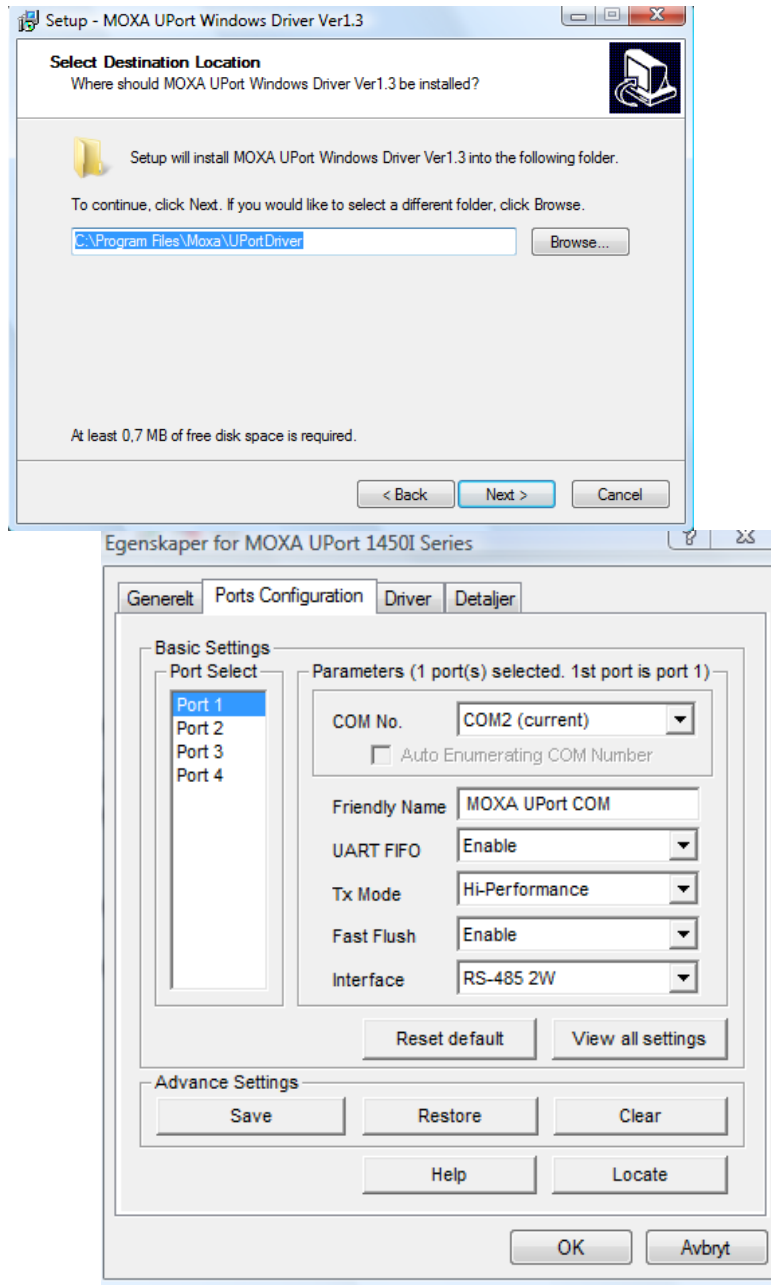 Setup - MOXA UPort Windows Driver Ver1.3
Select Destination Location
Where should MOXA UPort Windows Driver Ver1.3 be installed?
Setup will install MOXA UPort Windows Driver Ver1.3 into the following folder.
To continue, click Next. If you would like to select a different folder, click Browse.
C:\Program Files\Moxa\UPortDriver
Browse...
At least 0,7 MB of free disk space is required.
< Back
Next >
Cancel
Egenskaper for MOXA UPort 1450I Series
Generelt
Ports Configuration
Driver
Detaljer
Basic Settings
Port Select
Port 1
Port 2
Port 3
Port 4
Parameters (1 port(s) selected. 1st port is port 1)
COM No.
COM2 (current)
Auto Enumerating COM Number
Friendly Name
MOXA UPort COM
UART FIFO
Enable
Tx Mode
Hi-Performance
Fast Flush
Enable
Interface
RS-485 2W
Reset default
View all settings
Advance Settings
Save
Restore
Clear
Help
Locate
OK
Avbryt